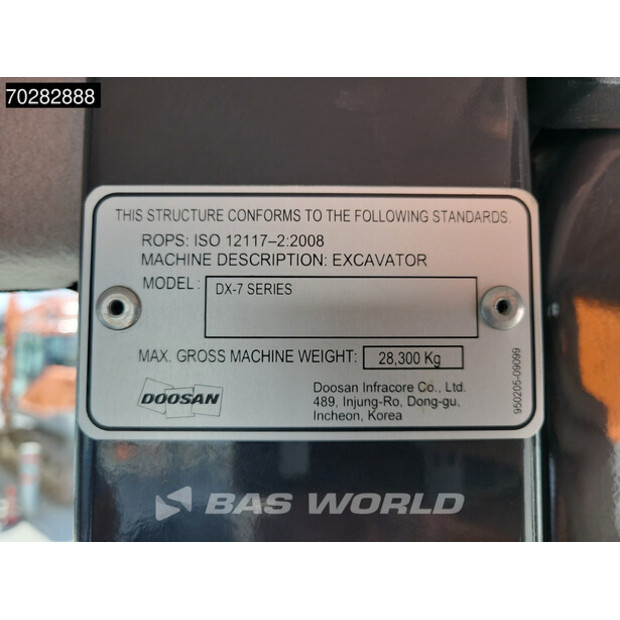 70282888
THIS STRUCTURE CONFORMS TO THE FOLLOWING STANDARDS.
ROPS: ISO 12117–2:2008
MACHINE DESCRIPTION: EXCAVATOR
MODEL: DX-7 SERIES
MAX. GROSS MACHINE WEIGHT: 28,300 Kg
DOOSAN
Doosan Infracore Co., Ltd.
489, Injung-Ro, Dong-gu,
Incheon, Korea
950205-09099
BAS WORLD